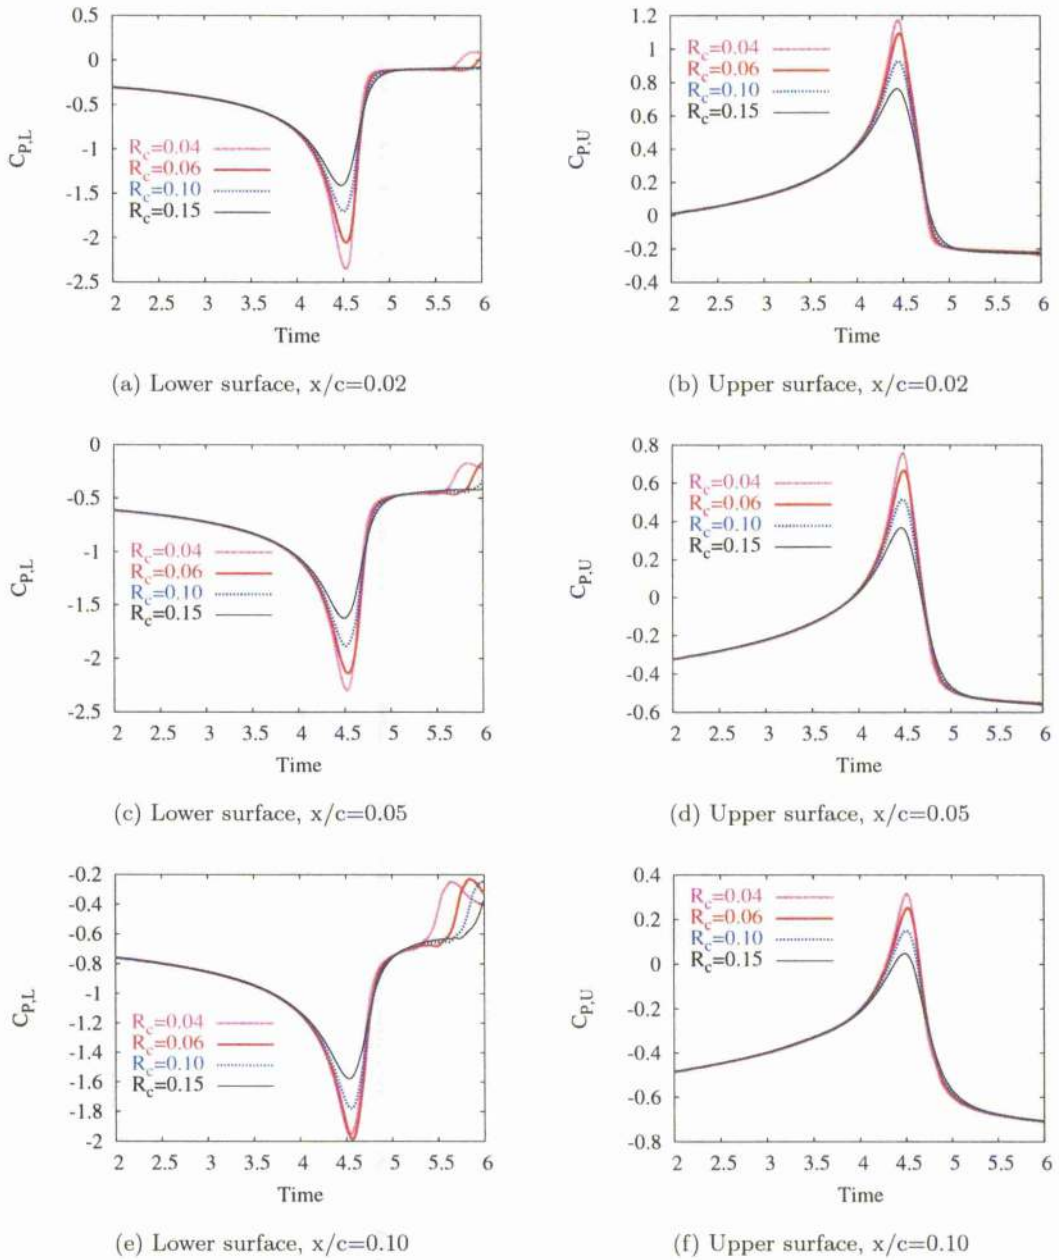 0.5
0
-0.5
-1
-1.5
-2
-2.5
C_P,L
R_c=0.04
R_c=0.06
R_c=0.10
R_c=0.15
2 2.5 3 3.5 4 4.5 5 5.5 6
Time
(a) Lower surface, x/c=0.02
1.2
1
0.8
0.6
0.4
0.2
0
-0.2
-0.4
C_P,U
R_c=0.04
R_c=0.06
R_c=0.10
R_c=0.15
2 2.5 3 3.5 4 4.5 5 5.5 6
Time
(b) Upper surface, x/c=0.02
0
-0.5
-1
-1.5
-2
-2.5
C_P,L
R_c=0.04
R_c=0.06
R_c=0.10
R_c=0.15
2 2.5 3 3.5 4 4.5 5 5.5 6
Time
(c) Lower surface, x/c=0.05
0.8
0.6
0.4
0.2
0
-0.2
-0.4
-0.6
C_P,U
R_c=0.04
R_c=0.06
R_c=0.10
R_c=0.15
2 2.5 3 3.5 4 4.5 5 5.5 6
Time
(d) Upper surface, x/c=0.05
-0.2
-0.4
-0.6
-0.8
-1
-1.2
-1.4
-1.6
-1.8
-2
C_P,L
R_c=0.04
R_c=0.06
R_c=0.10
R_c=0.15
2 2.5 3 3.5 4 4.5 5 5.5 6
Time
(e) Lower surface, x/c=0.10
0.4
0.2
0
-0.2
-0.4
-0.6
-0.8
C_P,U
R_c=0.04
R_c=0.06
R_c=0.10
R_c=0.15
2 2.5 3 3.5 4 4.5 5 5.5 6
Time
(f) Upper surface, x/c=0.10